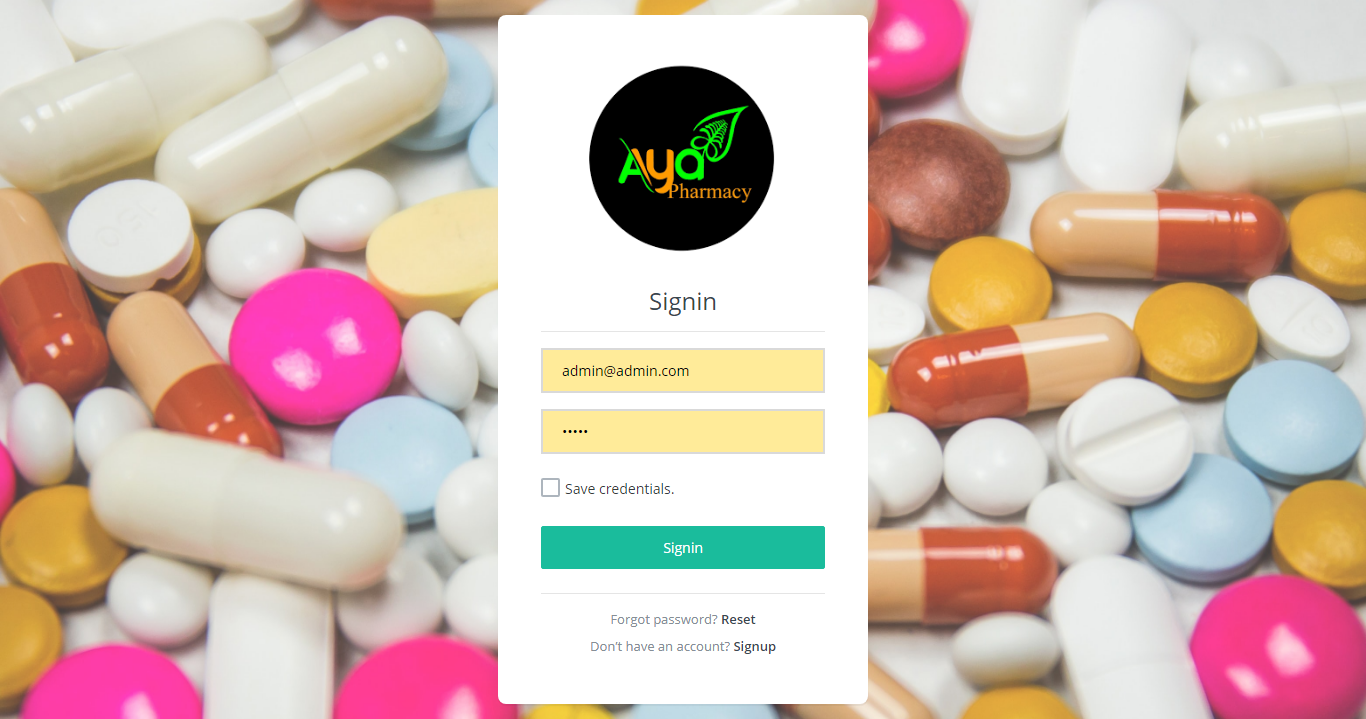 Aya
Pharmacy
Signin
admin@admin.com
•••••
Save credentials.
Signin
Forgot password? Reset
Don't have an account? Signup